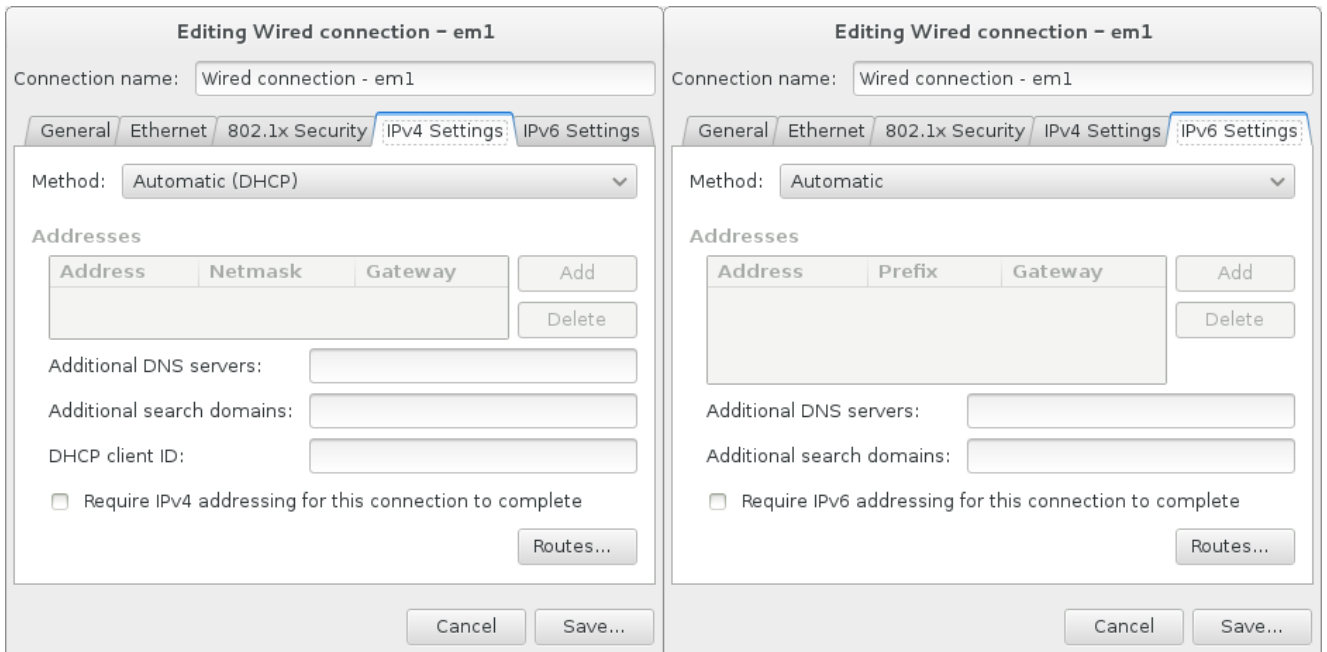 Editing Wired connection – em1
Connection name: Wired connection - em1
General Ethernet 802.1x Security IPv4 Settings IPv6 Settings
Method: Automatic (DHCP)
Addresses
Address Netmask Gateway Add
Delete
Additional DNS servers:
Additional search domains:
DHCP client ID:
Require IPv4 addressing for this connection to complete
Routes...
Cancel Save...
Editing Wired connection – em1
Connection name: Wired connection - em1
General Ethernet 802.1x Security IPv4 Settings IPv6 Settings
Method: Automatic
Addresses
Address Prefix Gateway Add
Delete
Additional DNS servers:
Additional search domains:
Require IPv6 addressing for this connection to complete
Routes...
Cancel Save...